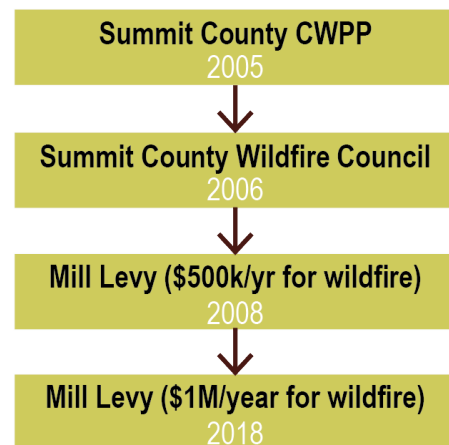 Summit County CWPP
2005
Summit County Wildfire Council
2006
Mill Levy ($500k/yr for wildfire)
2008
Mill Levy ($1M/year for wildfire)
2018